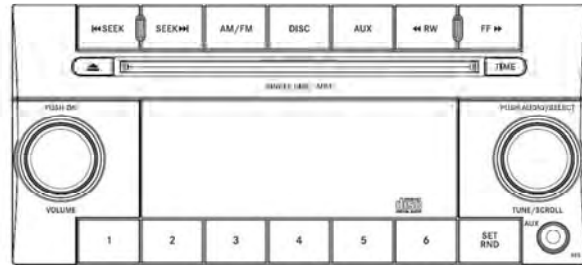 ⏮ SEEK SEEK ⏭ AM/FM DISC AUX ◀◀ RW FF ▶▶
TIME
PUSH ON/ PUSH AUDIO/SELECT
VOLUME TUNE/SCROLL
1 2 3 4 5 6 SET
RND
AUX